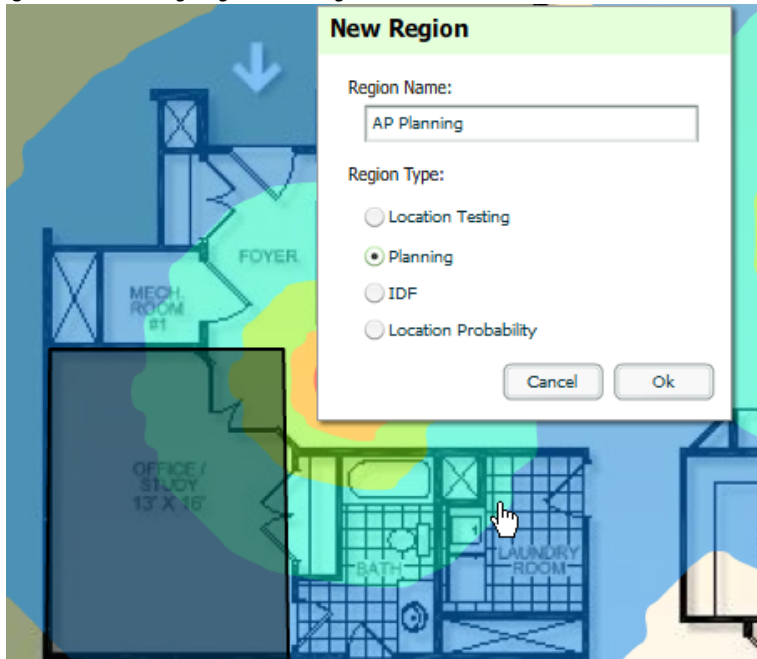 New Region
Region Name:
AP Planning
Region Type:
Location Testing
Planning
IDF
Location Probability
Cancel
Ok
FOYER
MECH.
ROOM
#1
OFFICE /
STUDY
13' X 16'
BATH
1
LAUNDRY
ROOM